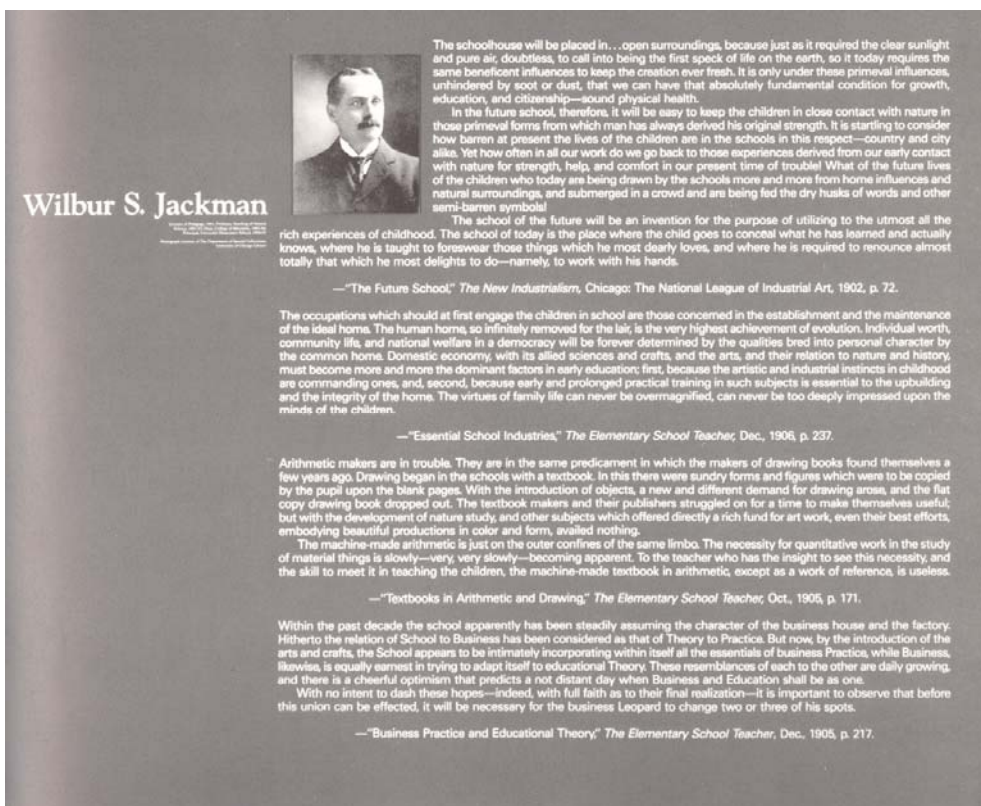 The schoolhouse will be placed in...open surroundings, because just as it required the clear sunlight
and pure air, doubtless, to call into being the first speck of life on the earth, so it today requires the
same beneficent influences to keep the creation ever fresh. It is only under these primeval influences,
unhindered by soot or dust, that we can have that absolutely fundamental condition for growth,
education, and citizenship—sound physical health.
In the future school, therefore, it will be easy to keep the children in close contact with nature in
those primeval forms from which man has always derived his original strength. It is startling to consider
how barren at present the lives of the children are in the schools in this respect—country and city
alike. Yet how often in all our work do we go back to those experiences derived from our early contact
with nature for strength, help, and comfort in our present time of trouble! What of the future lives
of the children who today are being drawn by the schools more and more from home influences and
natural surroundings, and submerged in a crowd and are being fed the dry husks of words and other
semi-barren symbols!
Wilbur S. Jackman
The school of the future will be an invention for the purpose of utilizing to the utmost all the
rich experiences of childhood. The school of today is the place where the child goes to conceal what he has learned and actually
knows, where he is taught to foreswear those things which he most dearly loves, and where he is required to renounce almost
totally that which he most delights to do—namely, to work with his hands.
—"The Future School," The New Industrialism, Chicago: The National League of Industrial Art, 1902, p. 72.
The occupations which should at first engage the children in school are those concerned in the establishment and the maintenance
of the ideal home. The human home, so infinitely removed for the lair, is the very highest achievement of evolution. Individual worth,
community life, and national welfare in a democracy will be forever determined by the qualities bred into personal character by
the common home. Domestic economy, with its allied sciences and crafts, and the arts, and their relation to nature and history,
must become more and more the dominant factors in early education; first, because the artistic and industrial instincts in childhood
are commanding ones, and, second, because early and prolonged practical training in such subjects is essential to the upbuilding
and the integrity of the home. The virtues of family life can never be overmagnified, can never be too deeply impressed upon the
minds of the children.
—"Essential School Industries," The Elementary School Teacher, Dec., 1906, p. 237.
Arithmetic makers are in trouble. They are in the same predicament in which the makers of drawing books found themselves a
few years ago. Drawing began in the schools with a textbook. In this there were sundry forms and figures which were to be copied
by the pupil upon the blank pages. With the introduction of objects, a new and different demand for drawing arose, and the flat
copy drawing book dropped out. The textbook makers and their publishers struggled on for a time to make themselves useful;
but with the development of nature study, and other subjects which offered directly a rich fund for art work, even their best efforts,
embodying beautiful productions in color and form, availed nothing.
The machine-made arithmetic is just on the outer confines of the same limbo. The necessity for quantitative work in the study
of material things is slowly—very, very slowly—becoming apparent. To the teacher who has the insight to see this necessity, and
the skill to meet it in teaching the children, the machine-made textbook in arithmetic, except as a work of reference, is useless.
—"Textbooks in Arithmetic and Drawing," The Elementary School Teacher, Oct., 1905, p. 171.
Within the past decade the school apparently has been steadily assuming the character of the business house and the factory.
Hitherto the relation of School to Business has been considered as that of Theory to Practice. But now, by the introduction of the
arts and crafts, the School appears to be intimately incorporating within itself all the essentials of business Practice, while Business,
likewise, is equally earnest in trying to adapt itself to educational Theory. These resemblances of each to the other are daily growing,
and there is a cheerful optimism that predicts a not distant day when Business and Education shall be as one.
With no intent to dash these hopes—indeed, with full faith as to their final realization—it is important to observe that before
this union can be effected, it will be necessary for the business Leopard to change two or three of his spots.
—"Business Practice and Educational Theory," The Elementary School Teacher, Dec., 1905, p. 217.